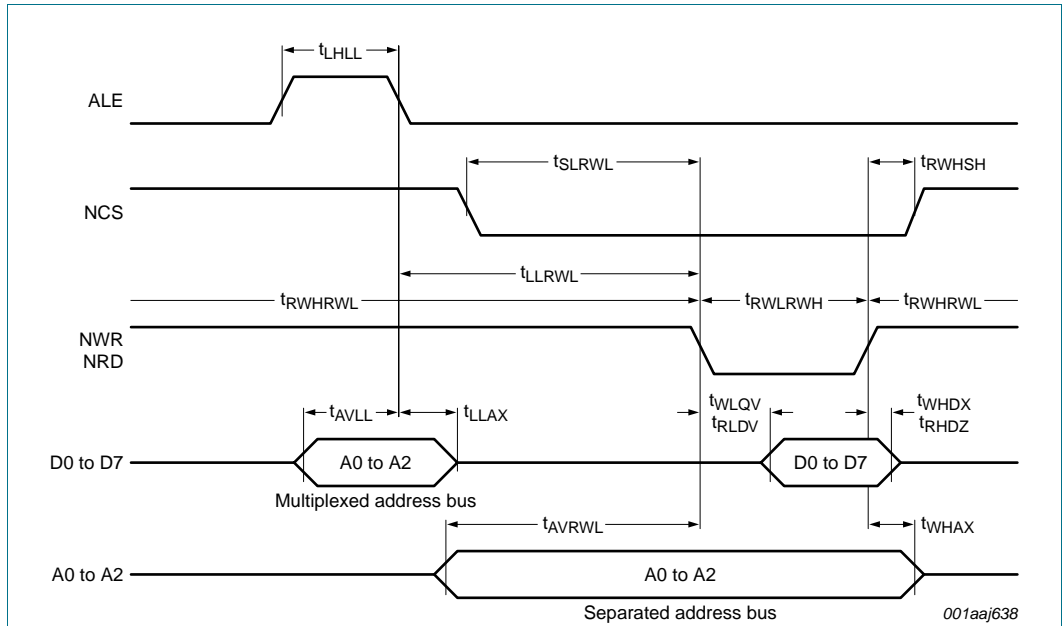 tLHLL
ALE
tSLRWL
tRWHSH
NCS
tLLRWL
tRWHRWL
tRWLRWH
tRWHRWL
NWR
NRD
tAVLL
tLLAX
tWLQV
tRLDV
tWHDX
tRHDZ
D0 to D7
A0 to A2
D0 to D7
Multiplexed address bus
tAVRWL
tWHAX
A0 to A2
A0 to A2
Separated address bus
001aaj638